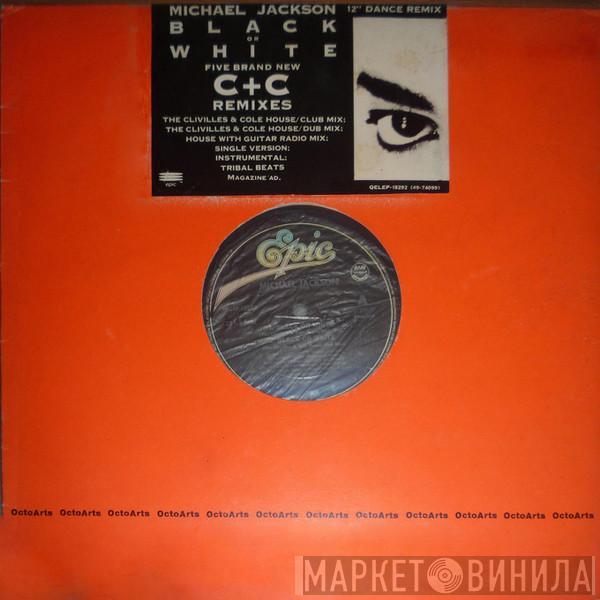 MICHAEL JACKSON 12" DANCE REMIX
BLACK
OR
WHITE
FIVE BRAND NEW
C+C
REMIXES
THE CLIVILLES & COLE HOUSE/CLUB MIX;
THE CLIVILLES & COLE HOUSE/DUB MIX;
HOUSE WITH GUITAR RADIO MIX;
SINGLE VERSION;
INSTRUMENTAL;
TRIBAL BEATS
MAGAZINE AD.
epic
QELEP-18292 (49-74099)
Epic
MICHAEL JACKSON
OctoArts OctoArts OctoArts OctoArts OctoArts OctoArts OctoArts OctoArts OctoArts OctoArts OctoArts OctoArts
МАРКЕТ ВИНИЛА